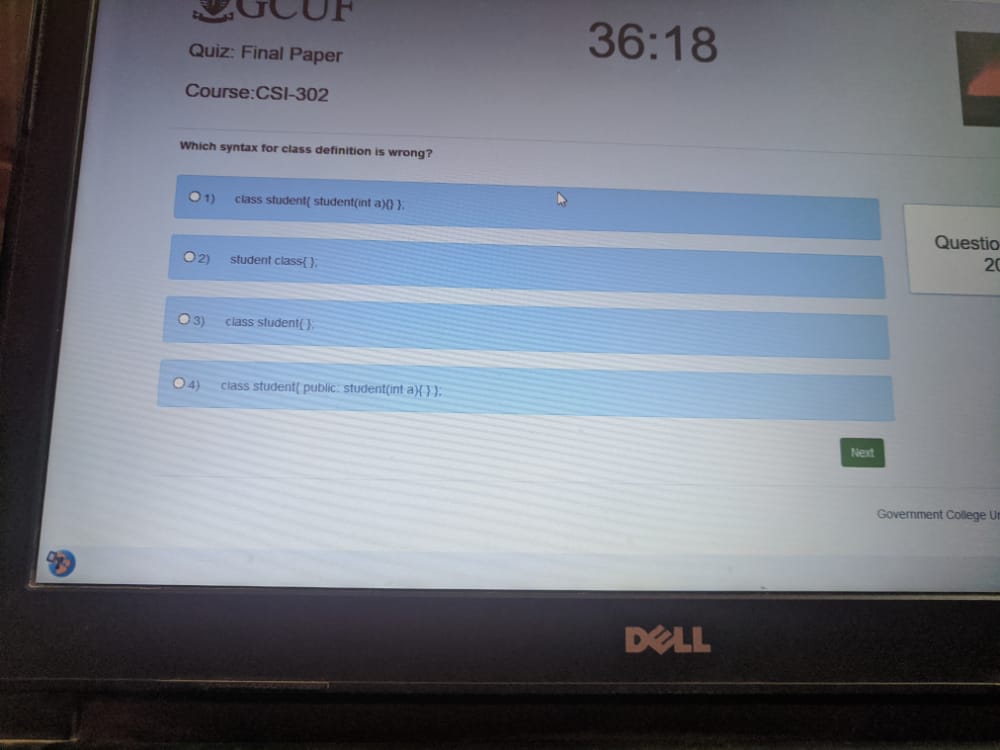 GCUF
36:18
Quiz: Final Paper
Course:CSI-302
Which syntax for class definition is wrong?
1) class student{ student(int a){} };
2) student class{ };
3) class student{ };
4) class student{ public: student(int a){ } };
Questio
20
Next
Government College Un
DELL